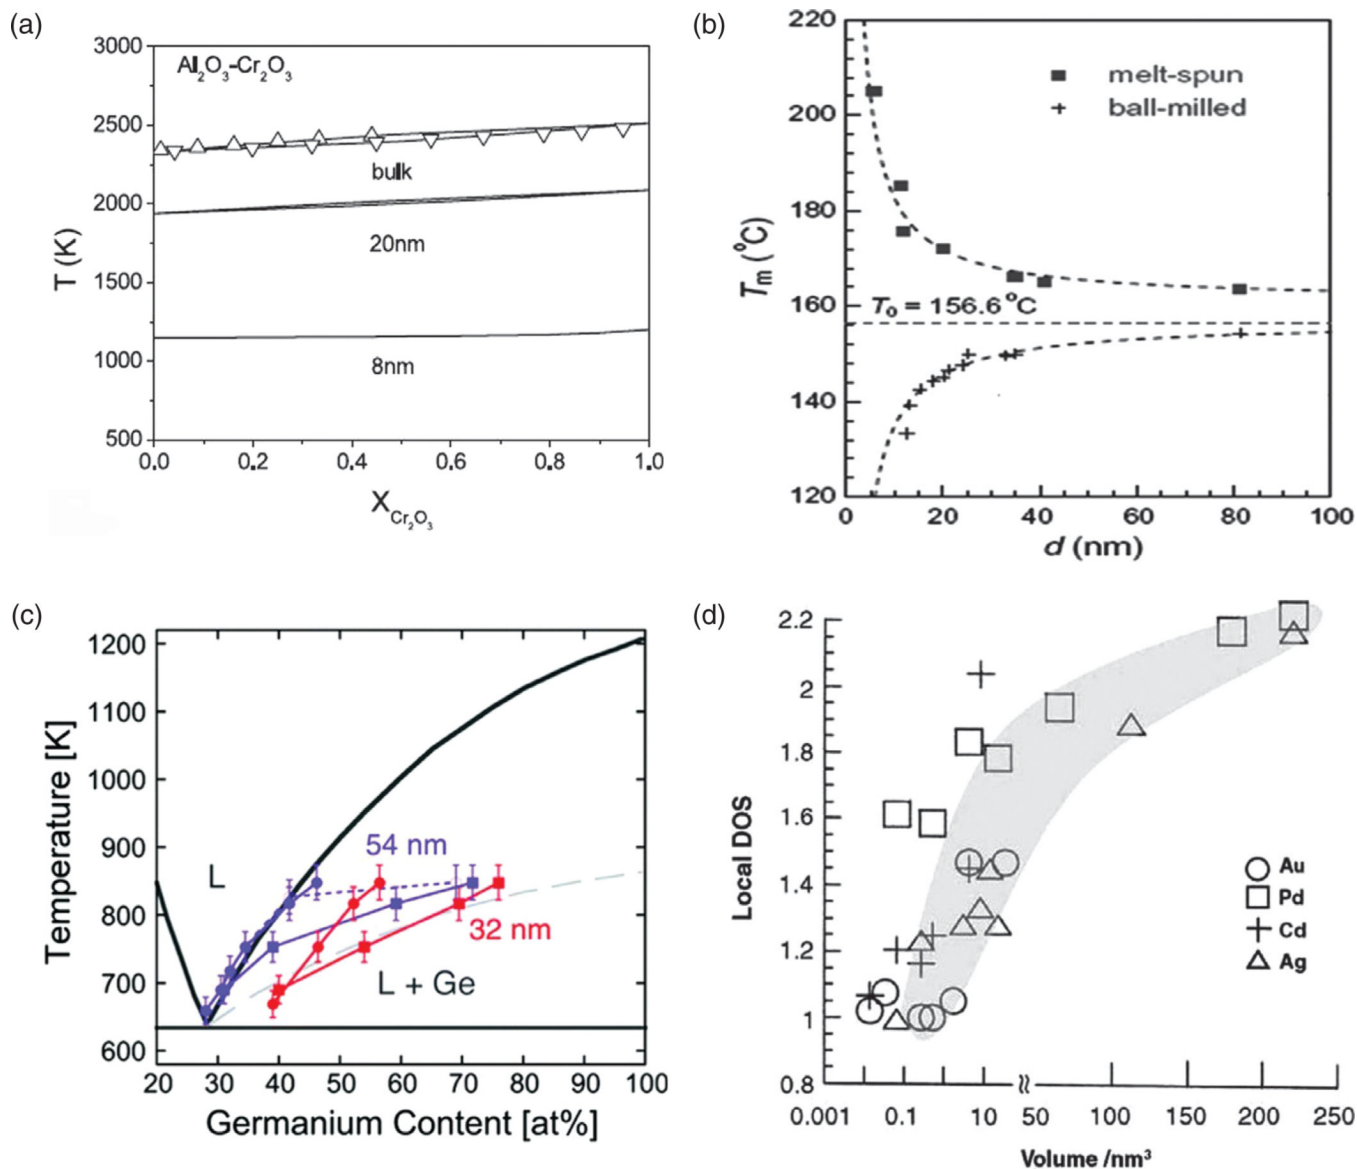 (a)
3000
2500
2000
1500
1000
500
T (K)
Al₂O₃-Cr₂O₃
bulk
20nm
8nm
0.0 0.2 0.4 0.6 0.8 1.0
X Cr₂O₃
(b)
220
200
180
160
140
120
Tm (°C)
melt-spun
ball-milled
T₀ = 156.6°C
0 20 40 60 80 100
d (nm)
(c)
1200
1100
1000
900
800
700
600
Temperature [K]
L
54 nm
32 nm
L + Ge
20 30 40 50 60 70 80 90 100
Germanium Content [at%]
(d)
2.2
2
1.8
1.6
1.4
1.2
1
0.8
Local DOS
Au
Pd
Cd
Ag
0.001 0.1 10 50 100 150 200 250
Volume /nm³